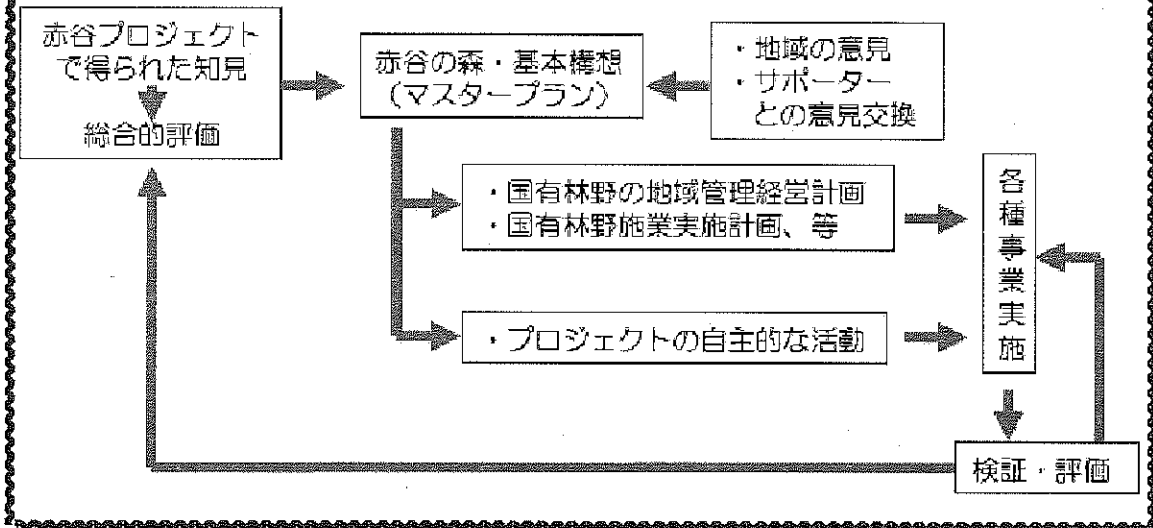 赤谷プロジェクト
で得られた知見
総合的評価
赤谷の森・基本構想
(マスタープラン)
・地域の意見
・サポーター
との意見交換
・国有林野の地域管理経営計画
・国有林野施業実施計画、等
・プロジェクトの自主的な活動
各種事業実施
検証・評価